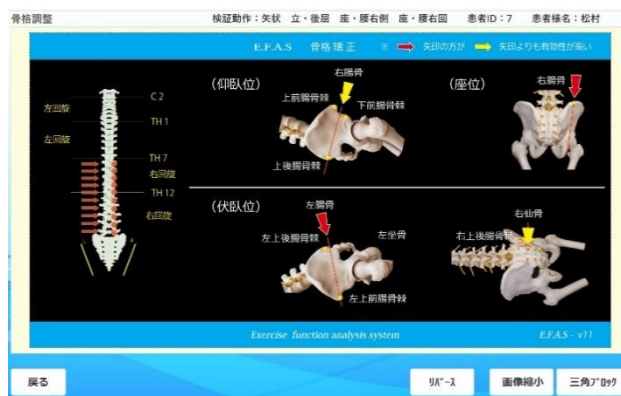 骨格調整 検証動作：矢状 立・後屈 座・腰右側 座・腰右回 患者ID：7 患者様名：松村
E.F.A.S 骨格矯正 ※ 矢印の方が 矢印よりも有効性が高い
C 2
左回旋
TH 1
左回旋
TH 7
右回旋
TH 12
右回旋
(仰臥位)
右腸骨
上前腸骨棘
下前腸骨棘
上後腸骨棘
(座位)
右腸骨
(伏臥位)
左腸骨
左上後腸骨棘
左坐骨
左上前腸骨棘
右仙骨
右上後腸骨棘
Exercise function analysis system
E.F.A.S - v11
戻る
リバース
画像縮小
三角ブロック